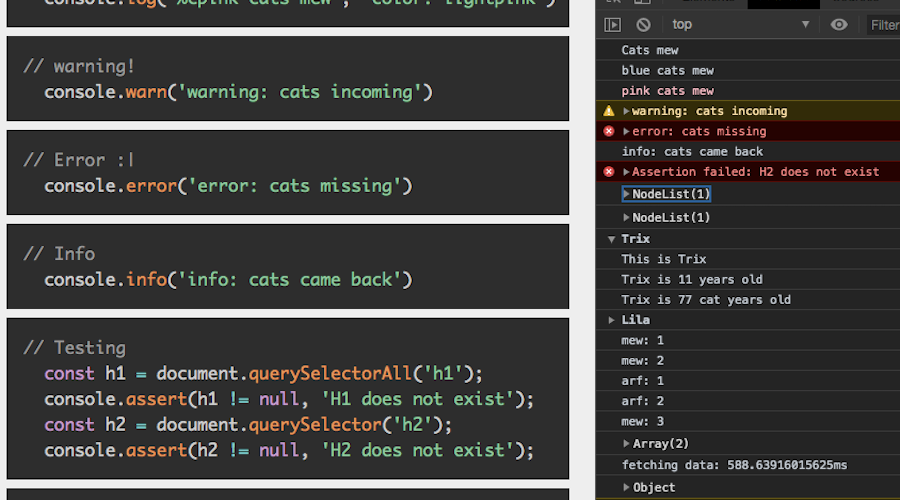 console.log('%cpink cats mew', 'color: lightpink')
// warning!
console.warn('warning: cats incoming')
// Error :|
console.error('error: cats missing')
// Info
console.info('info: cats came back')
// Testing
const h1 = document.querySelectorAll('h1');
console.assert(h1 != null, 'H1 does not exist');
const h2 = document.querySelector('h2');
console.assert(h2 != null, 'H2 does not exist');
top
Filter
Cats mew
blue cats mew
pink cats mew
warning: cats incoming
error: cats missing
info: cats came back
Assertion failed: H2 does not exist
NodeList(1)
NodeList(1)
Trix
This is Trix
Trix is 11 years old
Trix is 77 cat years old
Lila
mew: 1
mew: 2
arf: 1
arf: 2
mew: 3
Array(2)
fetching data: 588.63916015625ms
Object